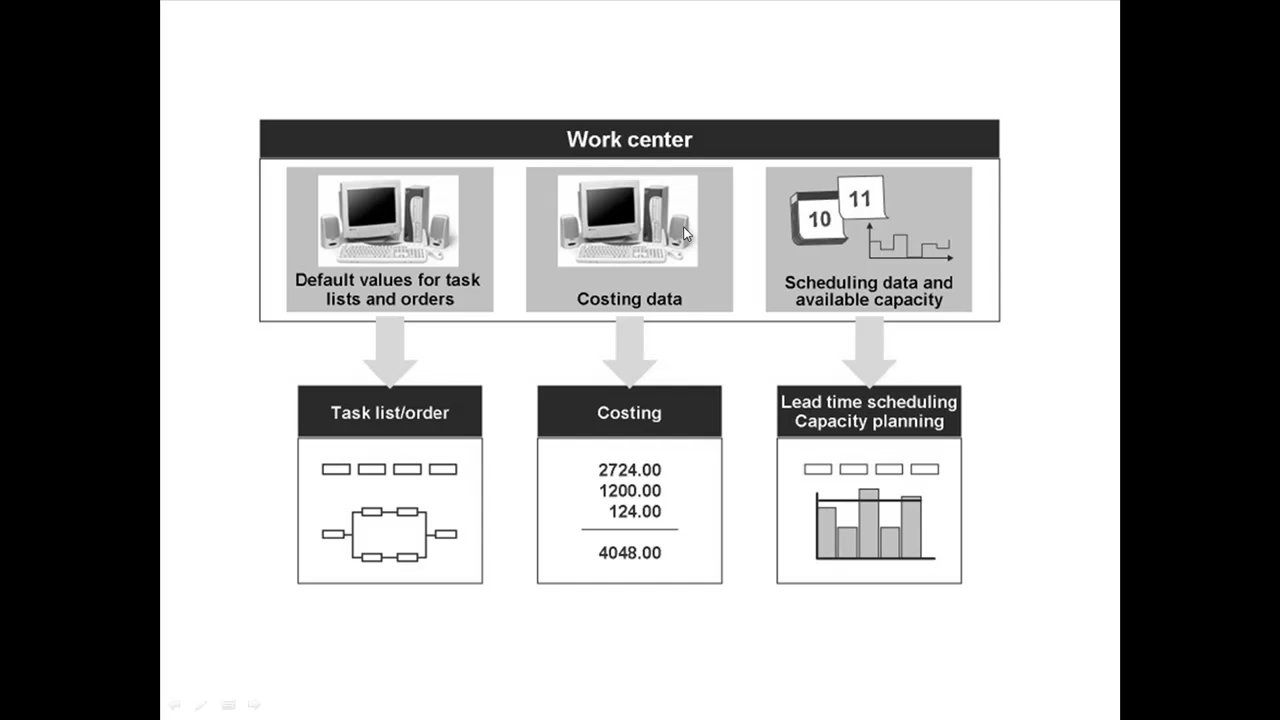 Work center
Default values for task
lists and orders
Costing data
10
11
Scheduling data and
available capacity
Task list/order
Costing
2724.00
1200.00
124.00
4048.00
Lead time scheduling
Capacity planning